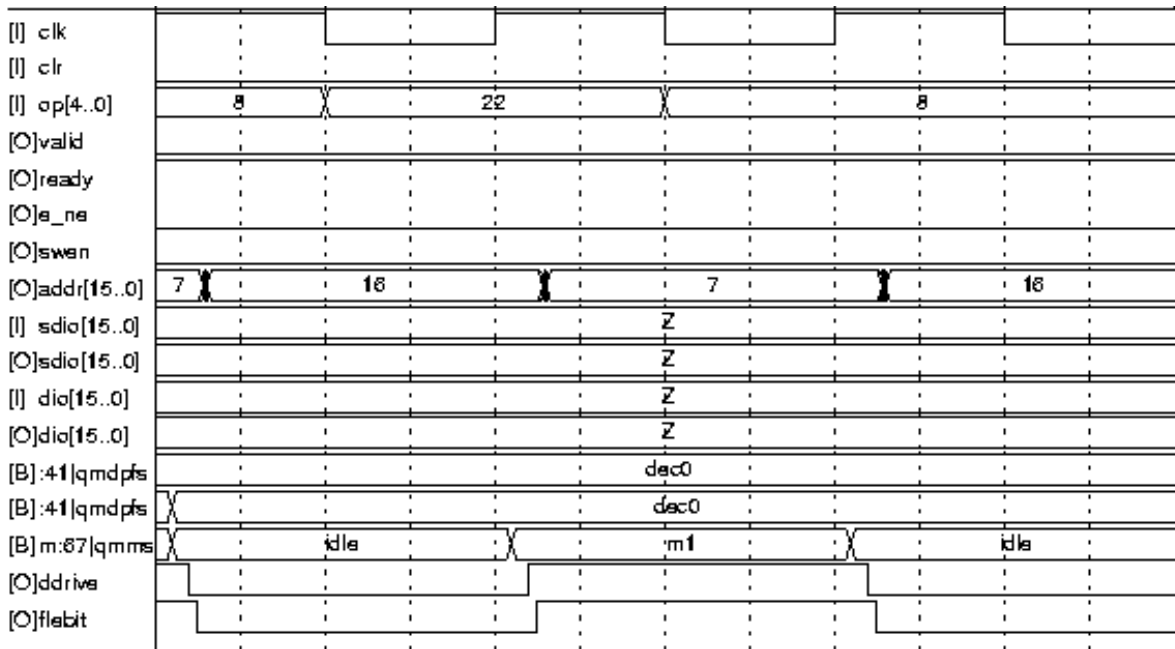 [I] clk
[I] clr
[I] op[4..0] 8 22 8
[O]valid
[O]ready
[O]e_ne
[O]swen
[O]addr[15..0] 7 16 7 16
[I] sdio[15..0] Z
[O]sdio[15..0] Z
[I] dio[15..0] Z
[O]dio[15..0] Z
[B]:41|qmdpfs dec0
[B]:41|qmdpfs dec0
[B]m:67|qmms idle m1 idle
[O]ddrive
[O]flebit